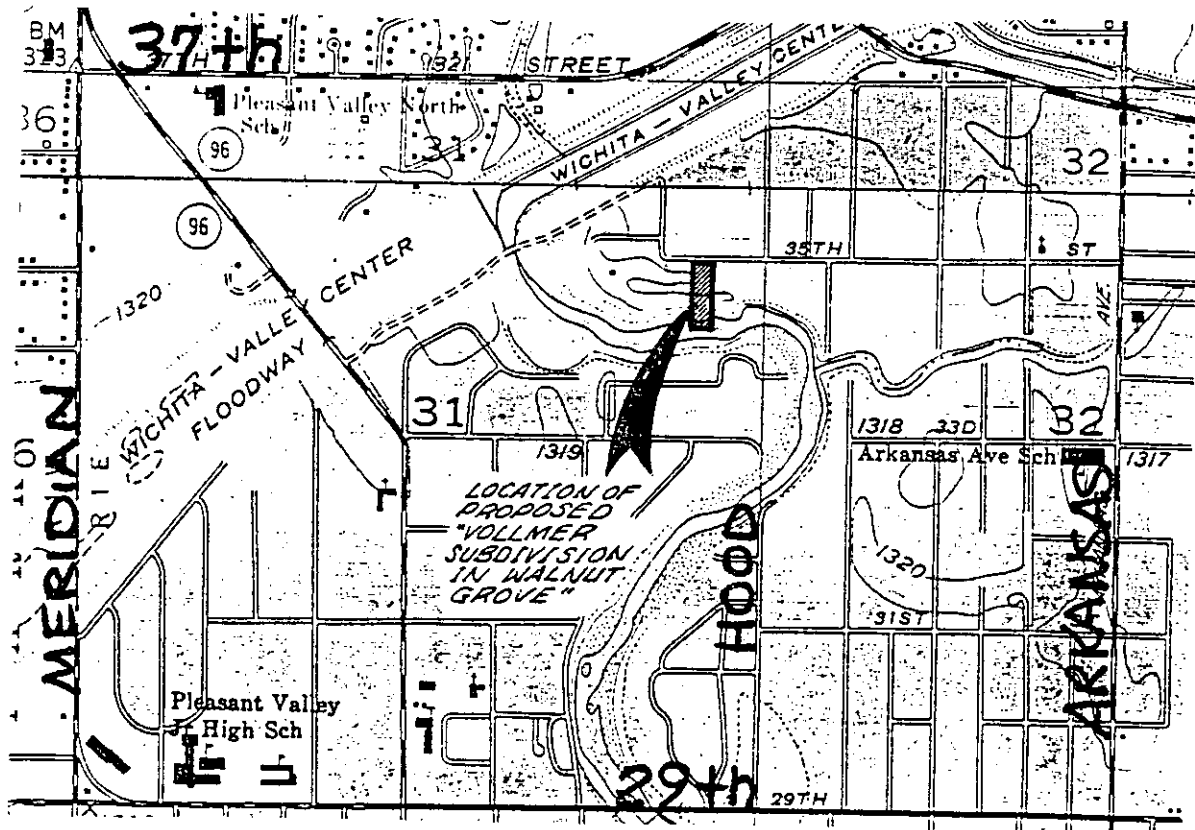 BM
37th
37TH
1321
STREET
Pleasant Valley North
Sch
36
96
31
WICHITA - VALLEY CENTER
32
96
35TH
ST
AVE
1320
WICHITA - VALLEY CENTER
FLOODWAY
MERIDIAN
31
1319
1318
33D
32
Arkansas Ave Sch
1317
LOCATION OF
PROPOSED
"VOLLMER
SUBDIVISION
IN WALNUT
GROVE"
HOOD
ARKANSAS
1320
31ST
Pleasant Valley
Jr High Sch
29th
29TH